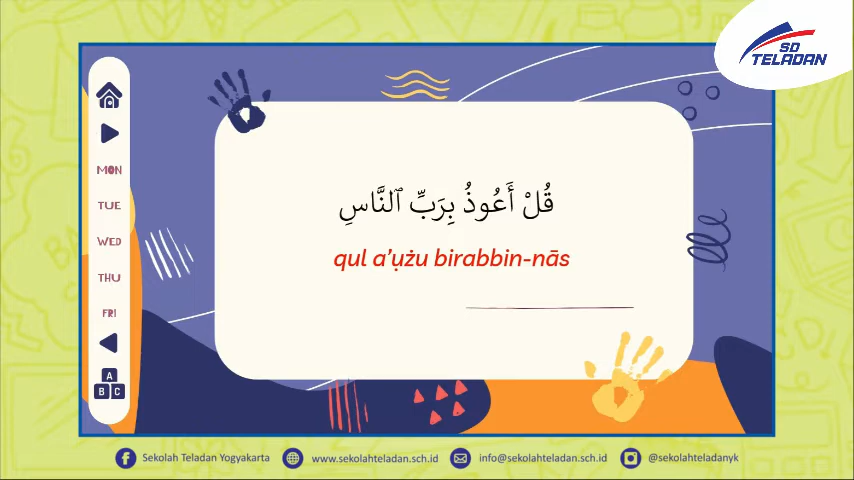 SD
TELADAN
MON
TUE
WED
THU
FRI
A
B C
قُلْ أَعُوذُ بِرَبِّ ٱلنَّاسِ
qul a’ụżu birabbin-nās
Sekolah Teladan Yogyakarta
www.sekolahteladan.sch.id
info@sekolahteladan.sch.id
@sekolahteladanyk